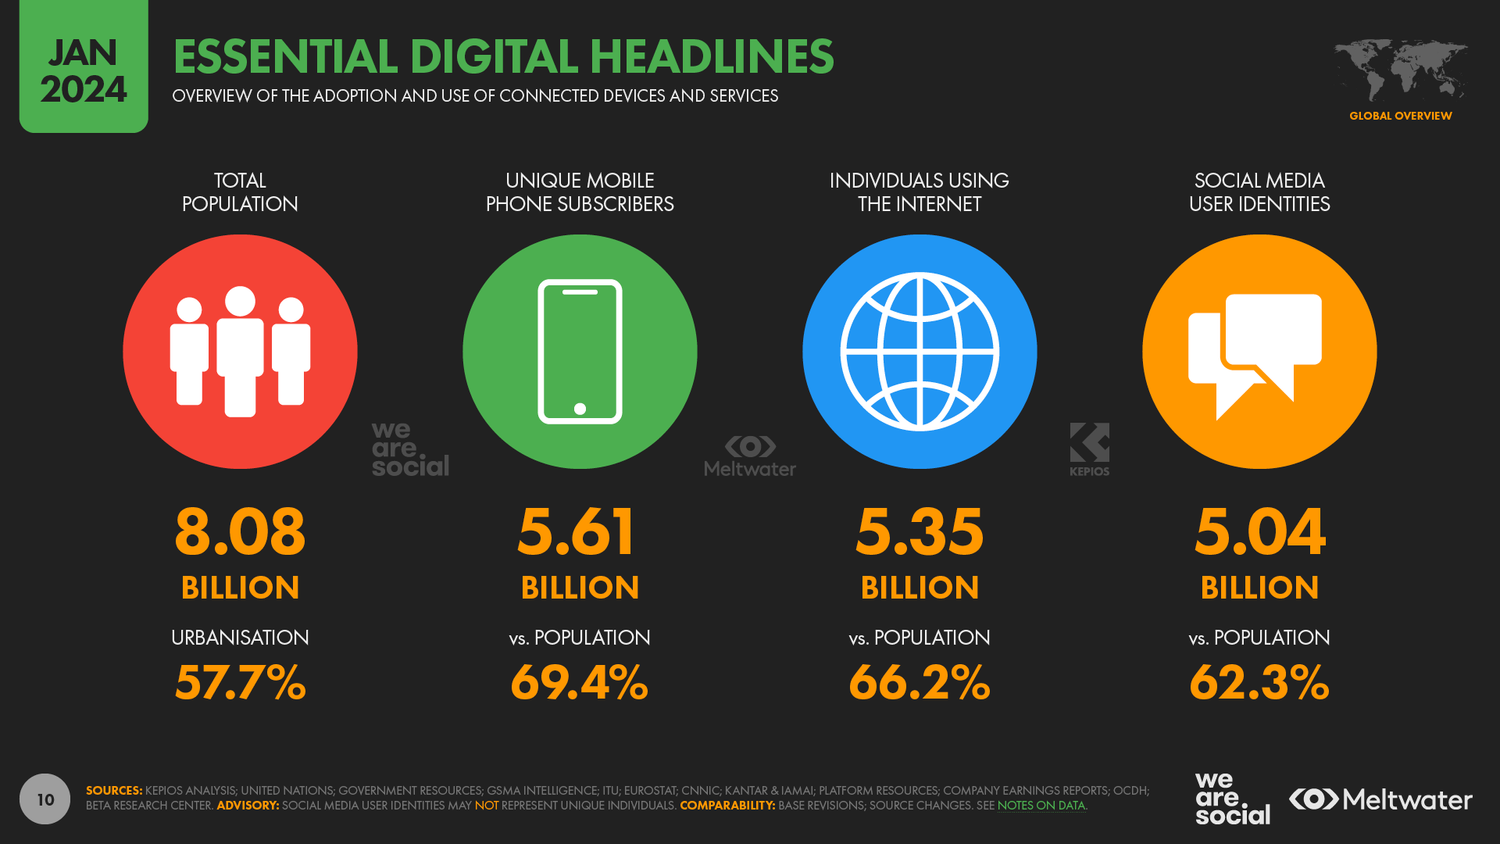 JAN
2024
ESSENTIAL DIGITAL HEADLINES
OVERVIEW OF THE ADOPTION AND USE OF CONNECTED DEVICES AND SERVICES
GLOBAL OVERVIEW
TOTAL
POPULATION
UNIQUE MOBILE
PHONE SUBSCRIBERS
INDIVIDUALS USING
THE INTERNET
SOCIAL MEDIA
USER IDENTITIES
we
are
social
Meltwater
KEPIOS
8.08
BILLION
URBANISATION
57.7%
5.61
BILLION
vs. POPULATION
69.4%
5.35
BILLION
vs. POPULATION
66.2%
5.04
BILLION
vs. POPULATION
62.3%
10
SOURCES: KEPIOS ANALYSIS; UNITED NATIONS; GOVERNMENT RESOURCES; GSMA INTELLIGENCE; ITU; EUROSTAT; CNNIC; KANTAR & IAMAI; PLATFORM RESOURCES; COMPANY EARNINGS REPORTS; OCDH;
BETA RESEARCH CENTER. ADVISORY: SOCIAL MEDIA USER IDENTITIES MAY NOT REPRESENT UNIQUE INDIVIDUALS. COMPARABILITY: BASE REVISIONS; SOURCE CHANGES. SEE NOTES ON DATA.
we
are
social
Meltwater